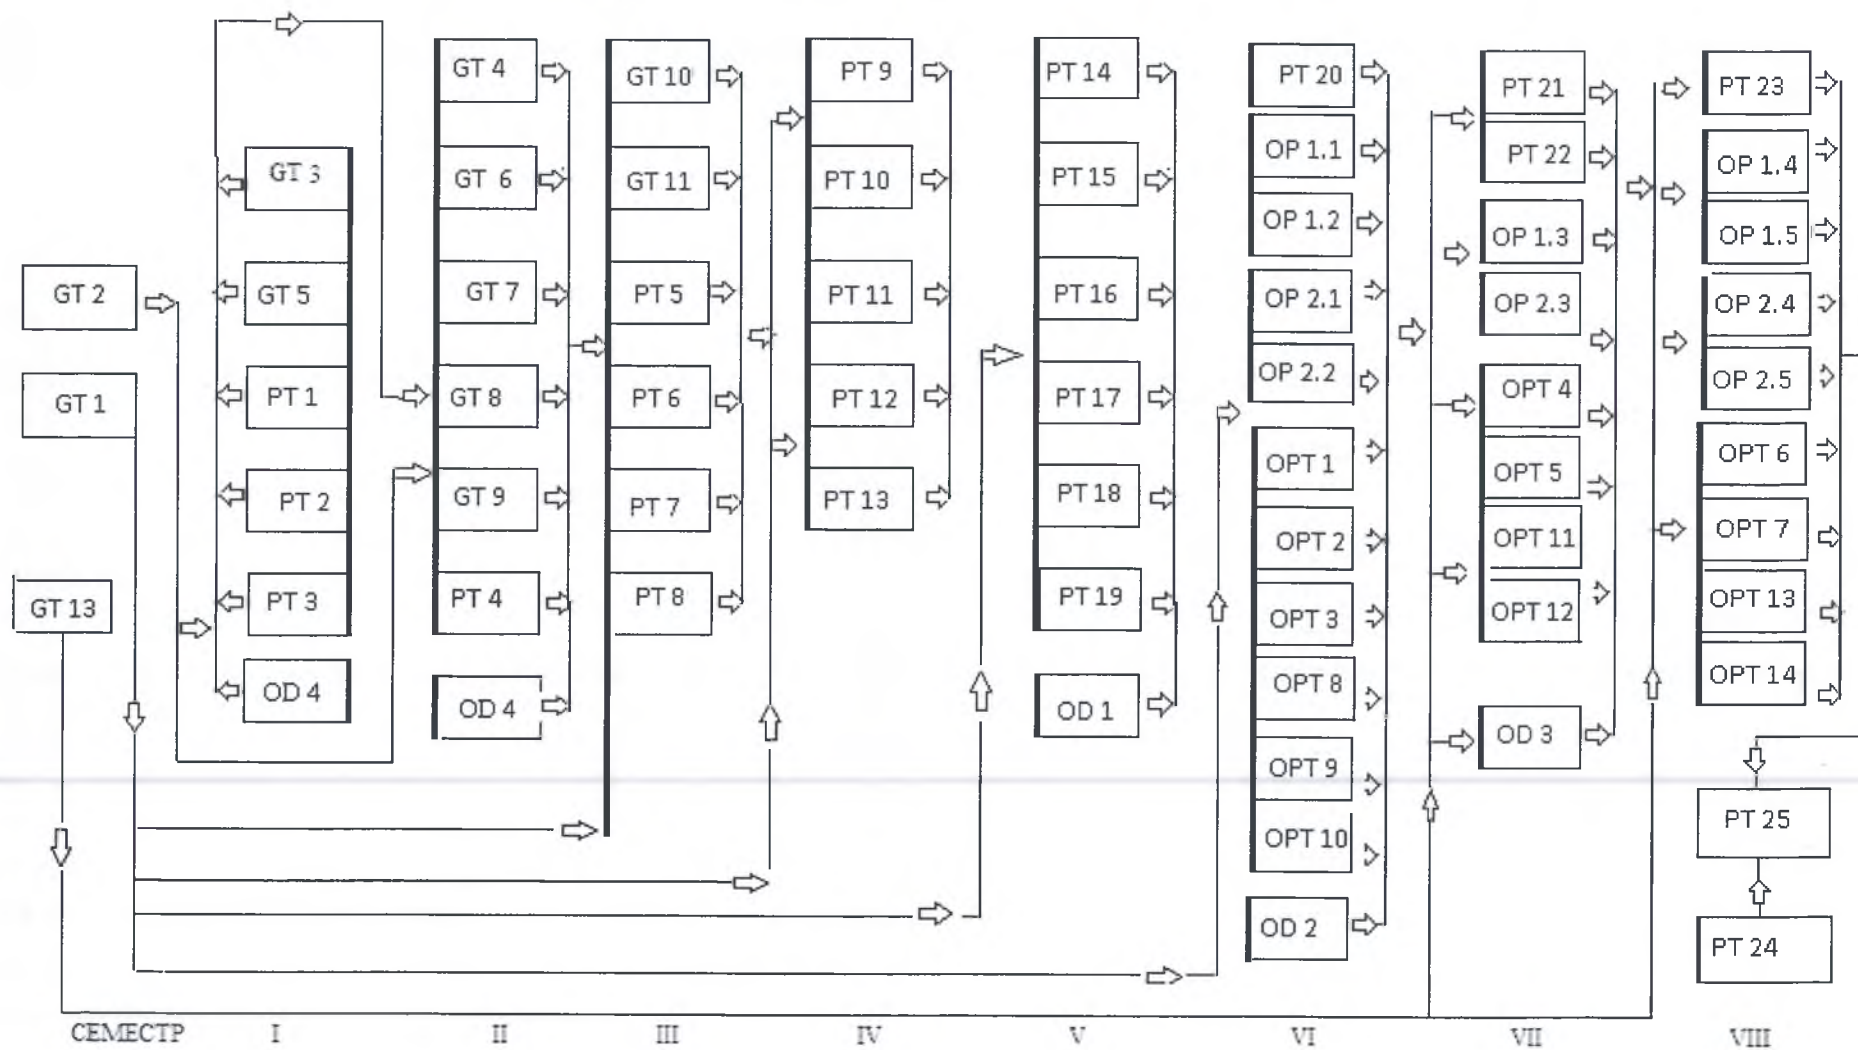 GT 2
GT 1
GT 13
GT 3
GT 5
PT 1
PT 2
PT 3
OD 4
GT 4
GT 6
GT 7
GT 8
GT 9
PT 4
OD 4
GT 10
GT 11
PT 5
PT 6
PT 7
PT 8
PT 9
PT 10
PT 11
PT 12
PT 13
PT 14
PT 15
PT 16
PT 17
PT 18
PT 19
OD 1
PT 20
OP 1.1
OP 1.2
OP 2.1
OP 2.2
OPT 1
OPT 2
OPT 3
OPT 8
OPT 9
OPT 10
OD 2
PT 21
PT 22
OP 1.3
OP 2.3
OPT 4
OPT 5
OPT 11
OPT 12
OD 3
PT 23
OP 1.4
OP 1.5
OP 2.4
OP 2.5
OPT 6
OPT 7
OPT 13
OPT 14
PT 25
PT 24
СЕМЕСТР I II III IV V VI VII VIII